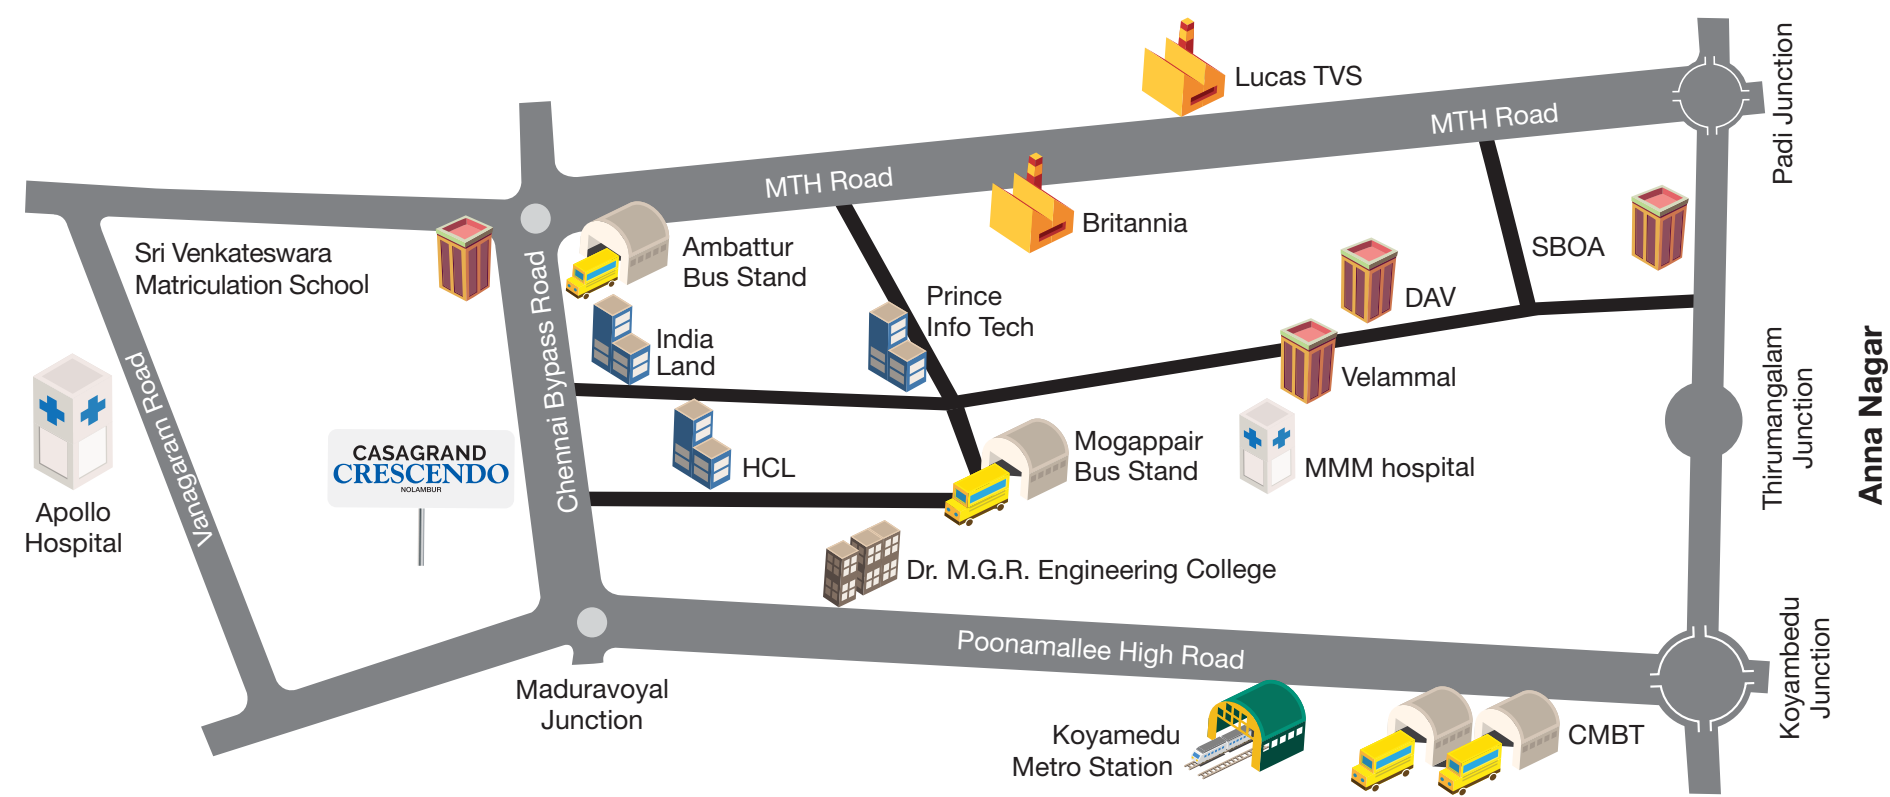 Lucas TVS
MTH Road
Padi Junction
MTH Road
Britannia
Sri Venkateswara
Matriculation School
Ambattur
Bus Stand
SBOA
DAV
Prince
Info Tech
India
Land
Chennai Bypass Road
Vanagaram Road
Velammal
Thirumangalam
Junction
Anna Nagar
CASAGRAND
CRESCENDO
NOLAMBUR
HCL
Mogappair
Bus Stand
MMM hospital
Apollo
Hospital
Dr. M.G.R. Engineering College
Poonamallee High Road
Koyambedu
Junction
Maduravoyal
Junction
Koyamedu
Metro Station
CMBT